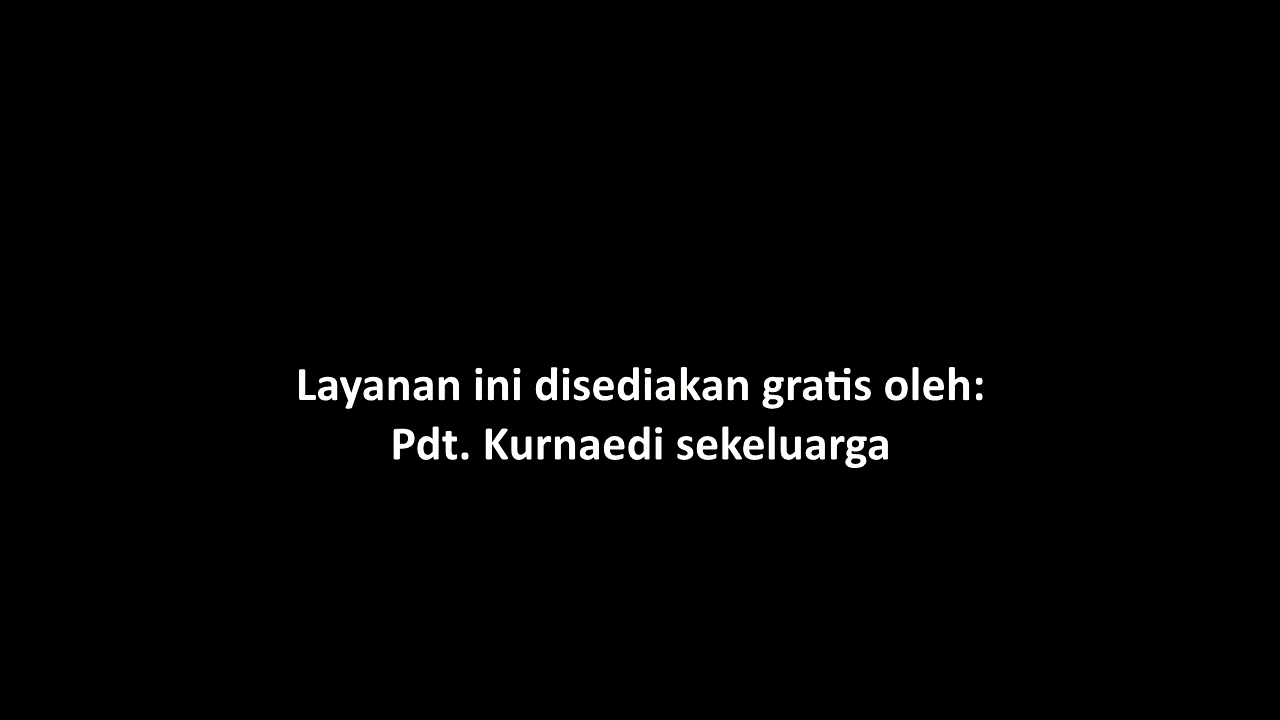 Layanan ini disediakan gratis oleh:
Pdt. Kurnaedi sekeluarga